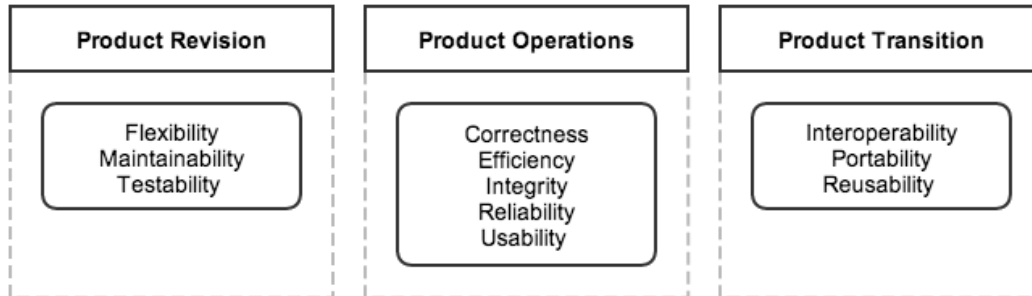 Product Revision
Flexibility
Maintainability
Testability
Product Operations
Correctness
Efficiency
Integrity
Reliability
Usability
Product Transition
Interoperability
Portability
Reusability